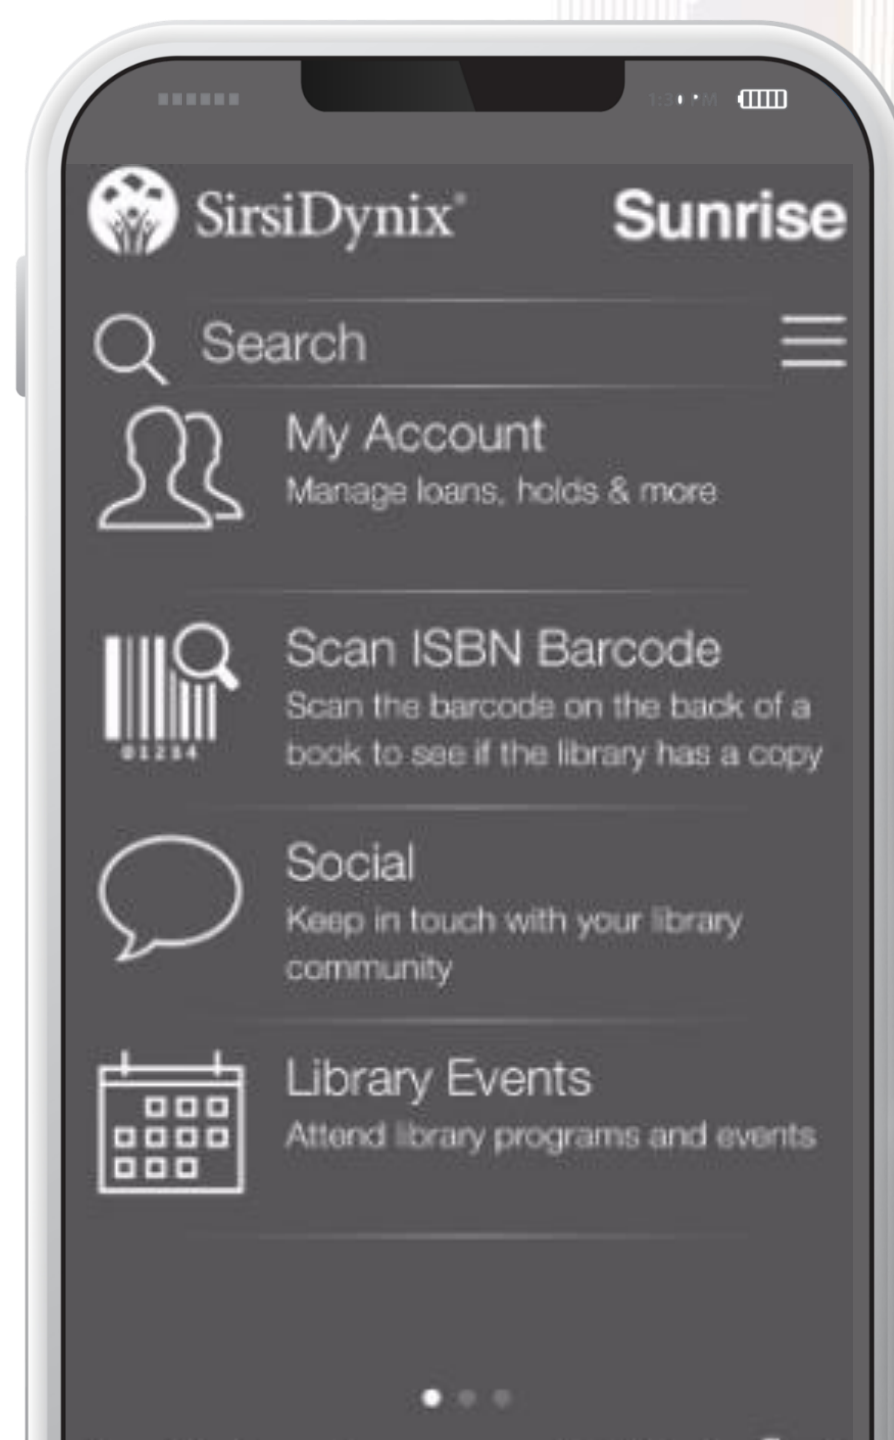 SirsiDynix®
Sunrise
Search
My Account
Manage loans, holds & more
Scan ISBN Barcode
Scan the barcode on the back of a
book to see if the library has a copy
01234
Social
Keep in touch with your library
community
Library Events
Attend library programs and events